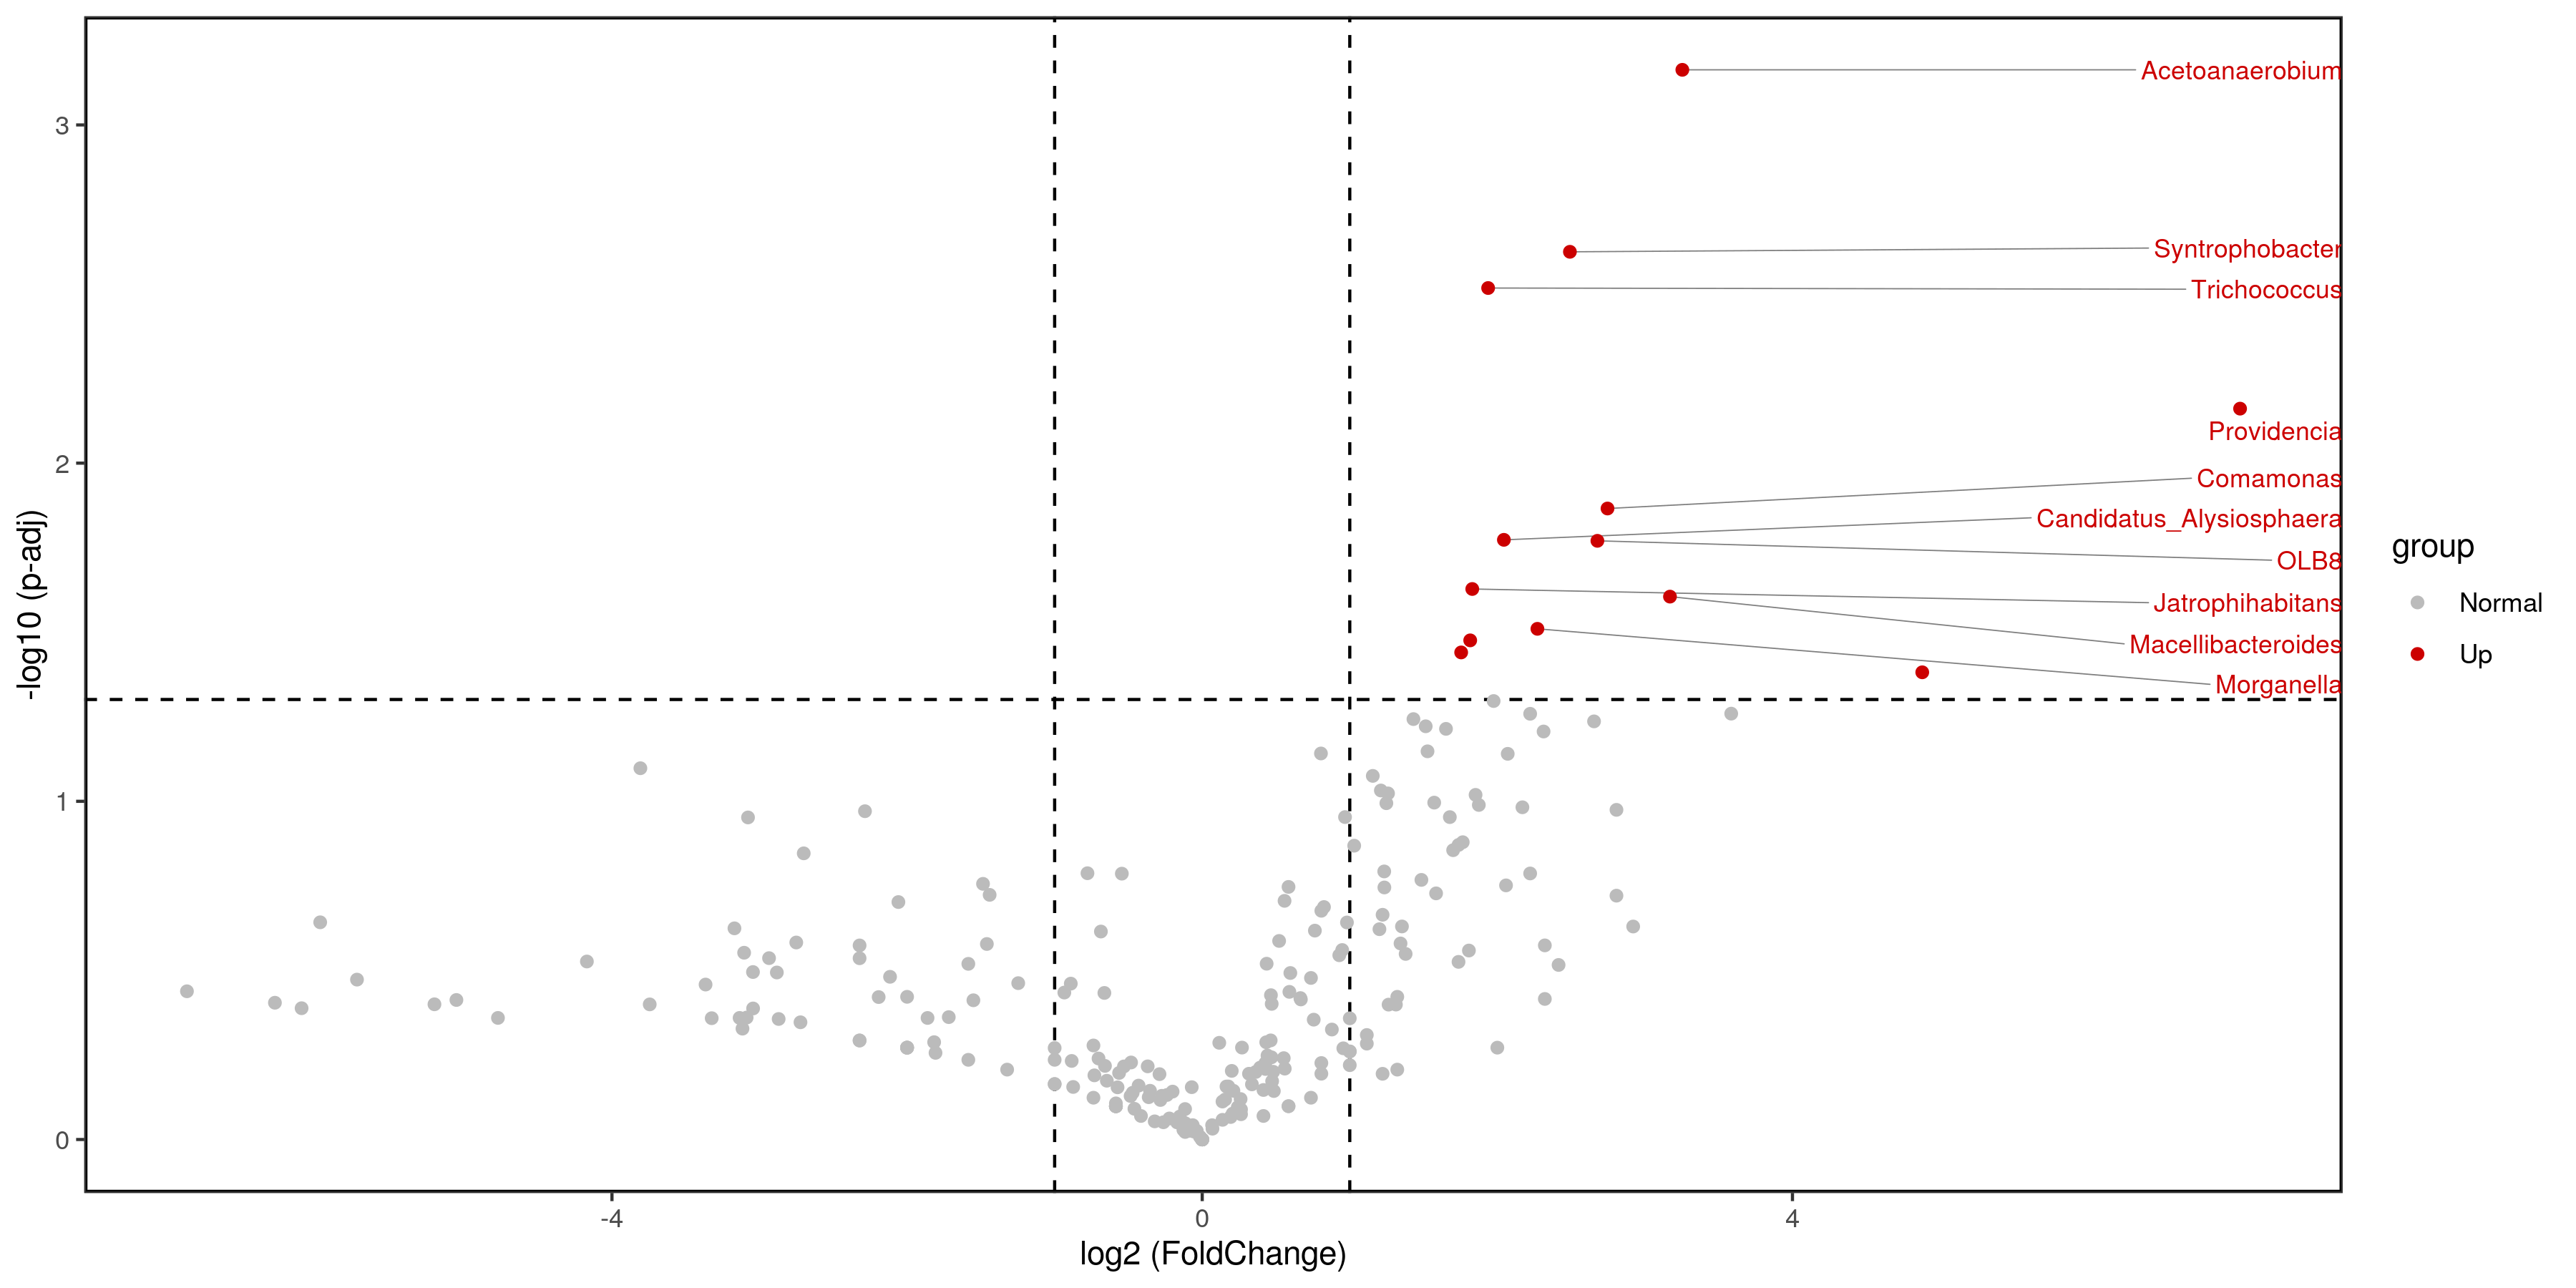 Acetoanaerobium
3
Syntrophobacter
Trichococcus
Providencia
2
Comamonas
Candidatus_Alysiosphaera
OLB8
Jatrophihabitans
Macellibacteroides
Morganella
1
0
-log10 (p-adj)
-4
0
4
log2 (FoldChange)
group
Normal
Up